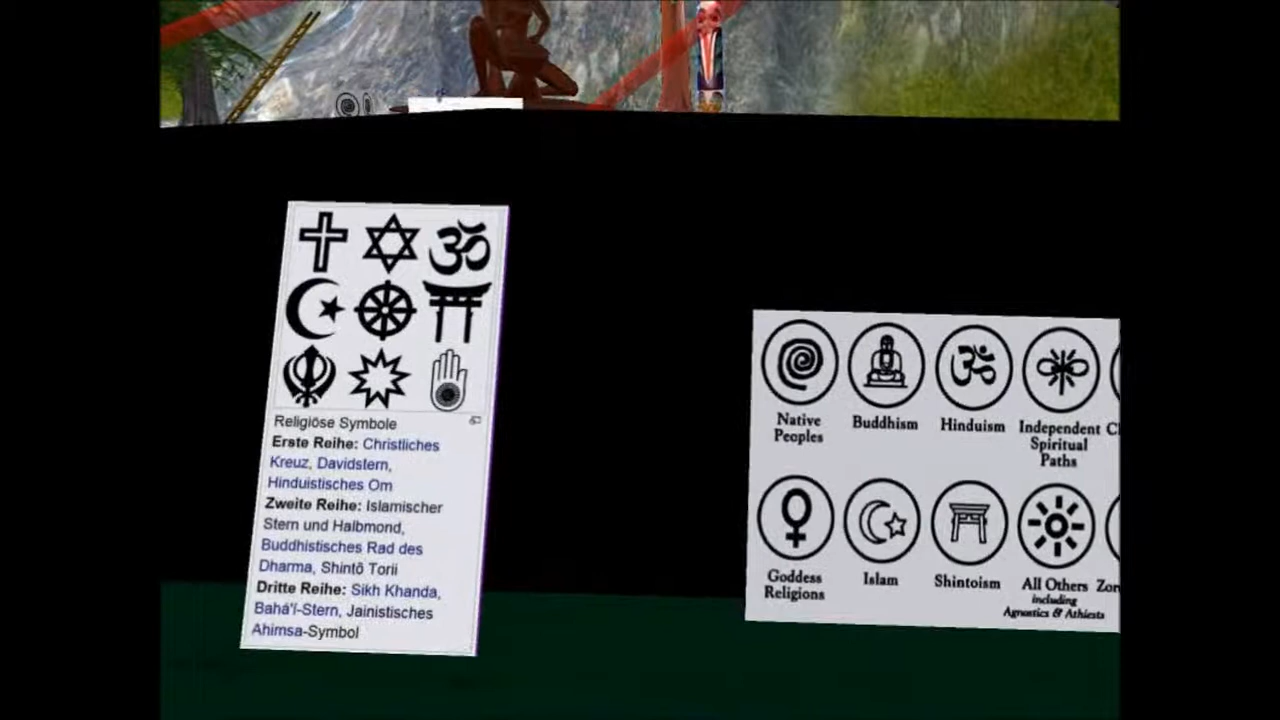 Religiöse Symbole
Erste Reihe: Christliches
Kreuz, Davidstern,
Hinduistisches Om
Zweite Reihe: Islamischer
Stern und Halbmond,
Buddhistisches Rad des
Dharma, Shintō Torii
Dritte Reihe: Sikh Khanda,
Bahá'í-Stern, Jainistisches
Ahimsa-Symbol
Native
Peoples
Buddhism
Hinduism
Independent
Spiritual
Paths
Goddess
Religions
Islam
Shintoism
All Others
including
Agnostics & Athiests